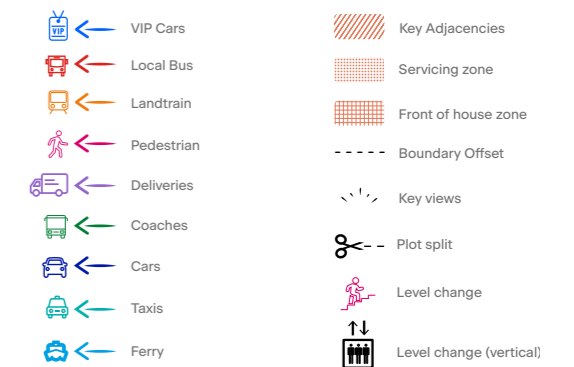 VIP
VIP Cars
Local Bus
Landtrain
Pedestrian
Deliveries
Coaches
Cars
Taxis
Ferry
Key Adjacencies
Servicing zone
Front of house zone
Boundary Offset
Key views
Plot split
Level change
Level change (vertical)